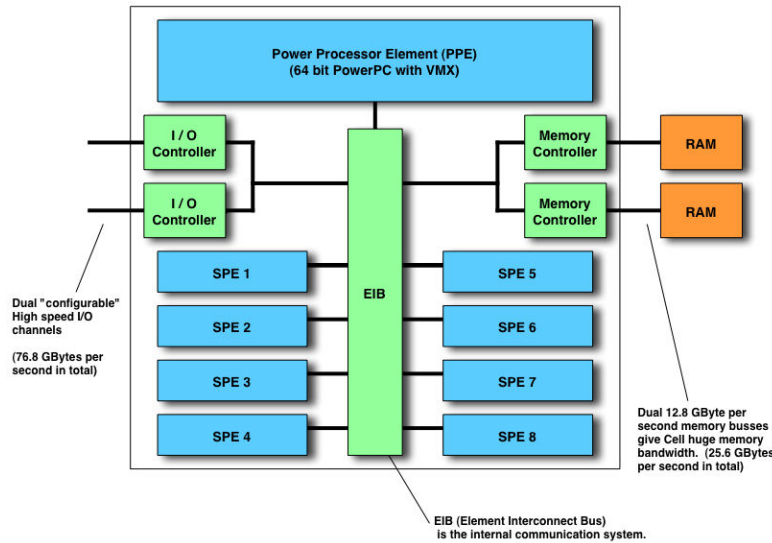 Power Processor Element (PPE)
(64 bit PowerPC with VMX)
I / O
Controller
Memory
Controller
RAM
I / O
Controller
Memory
Controller
RAM
EIB
SPE 1
SPE 5
SPE 2
SPE 6
SPE 3
SPE 7
SPE 4
SPE 8
Dual "configurable"
High speed I/O
channels
(76.8 GBytes per
second in total)
Dual 12.8 GByte per
second memory busses
give Cell huge memory
bandwidth. (25.6 GBytes
per second in total)
EIB (Element Interconnect Bus)
is the internal communication system.